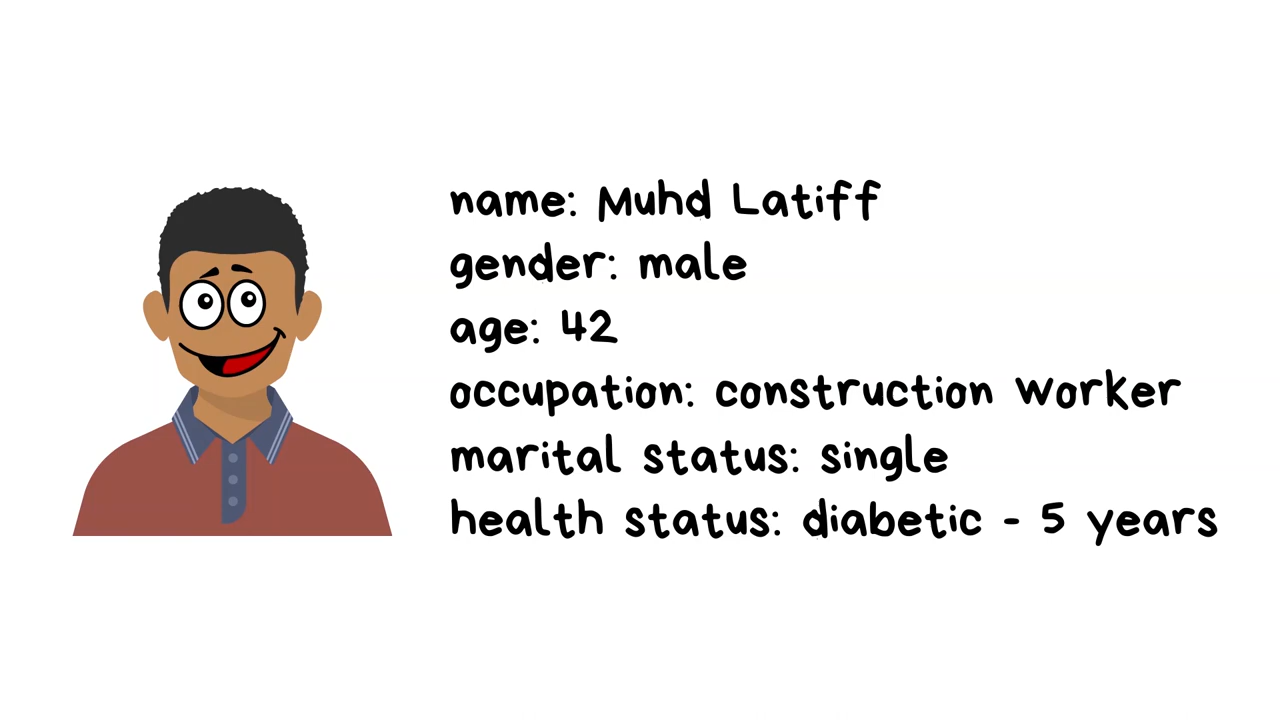 name: Muhd Latiff
gender: male
age: 42
occupation: construction worker
marital status: single
health status: diabetic - 5 years